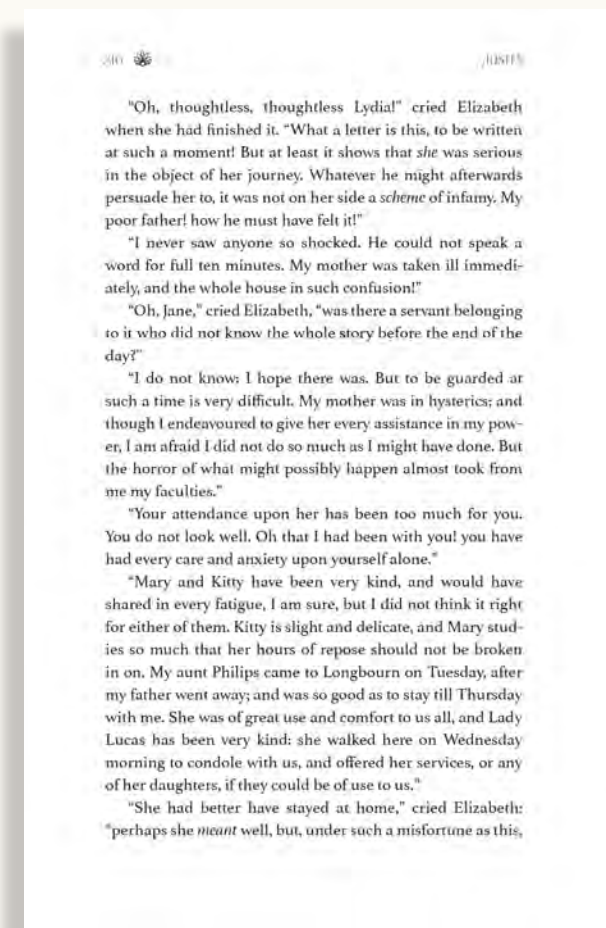 310 AUSTEN
"Oh, thoughtless, thoughtless Lydia!" cried Elizabeth
when she had finished it. "What a letter is this, to be written
at such a moment! But at least it shows that she was serious
in the object of her journey. Whatever he might afterwards
persuade her to, it was not on her side a scheme of infamy. My
poor father! how he must have felt it!"
"I never saw anyone so shocked. He could not speak a
word for full ten minutes. My mother was taken ill immedi-
ately, and the whole house in such confusion!"
"Oh, Jane," cried Elizabeth, "was there a servant belonging
to it who did not know the whole story before the end of the
day?"
"I do not know: I hope there was. But to be guarded at
such a time is very difficult. My mother was in hysterics; and
though I endeavoured to give her every assistance in my pow-
er, I am afraid I did not do so much as I might have done. But
the horror of what might possibly happen almost took from
me my faculties."
"Your attendance upon her has been too much for you.
You do not look well. Oh that I had been with you! you have
had every care and anxiety upon yourself alone."
"Mary and Kitty have been very kind, and would have
shared in every fatigue, I am sure, but I did not think it right
for either of them. Kitty is slight and delicate, and Mary stud-
ies so much that her hours of repose should not be broken
in on. My aunt Philips came to Longbourn on Tuesday, after
my father went away; and was so good as to stay till Thursday
with me. She was of great use and comfort to us all, and Lady
Lucas has been very kind: she walked here on Wednesday
morning to condole with us, and offered her services, or any
of her daughters, if they could be of use to us."
"She had better have stayed at home," cried Elizabeth:
"perhaps she meant well, but, under such a misfortune as this,